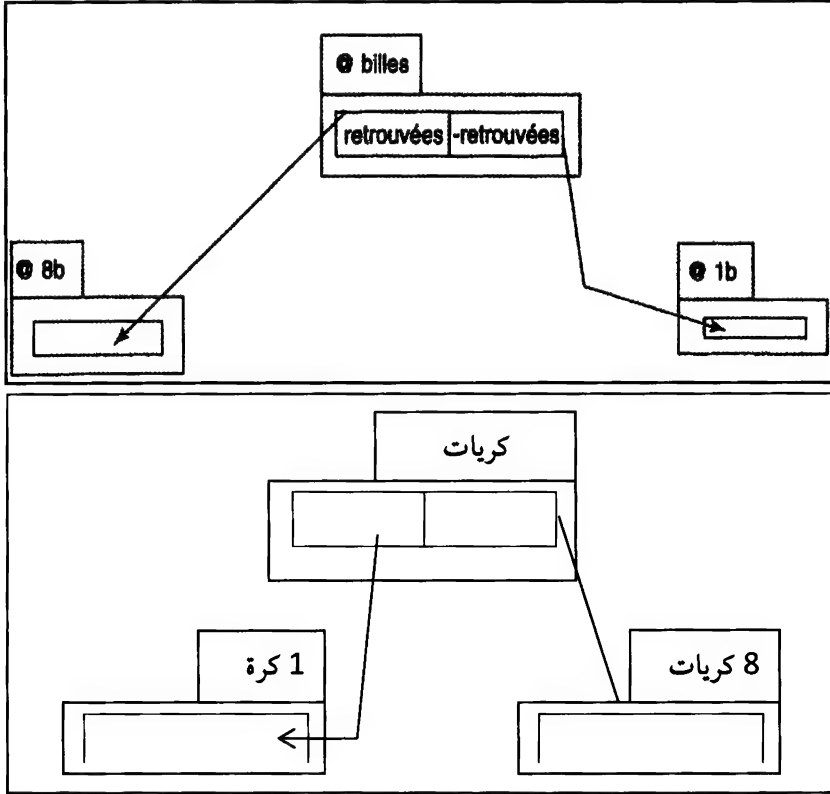 @ billes
retrouvées -retrouvées
@ 8b
@ 1b
كريات
8 كريات
1 كرة